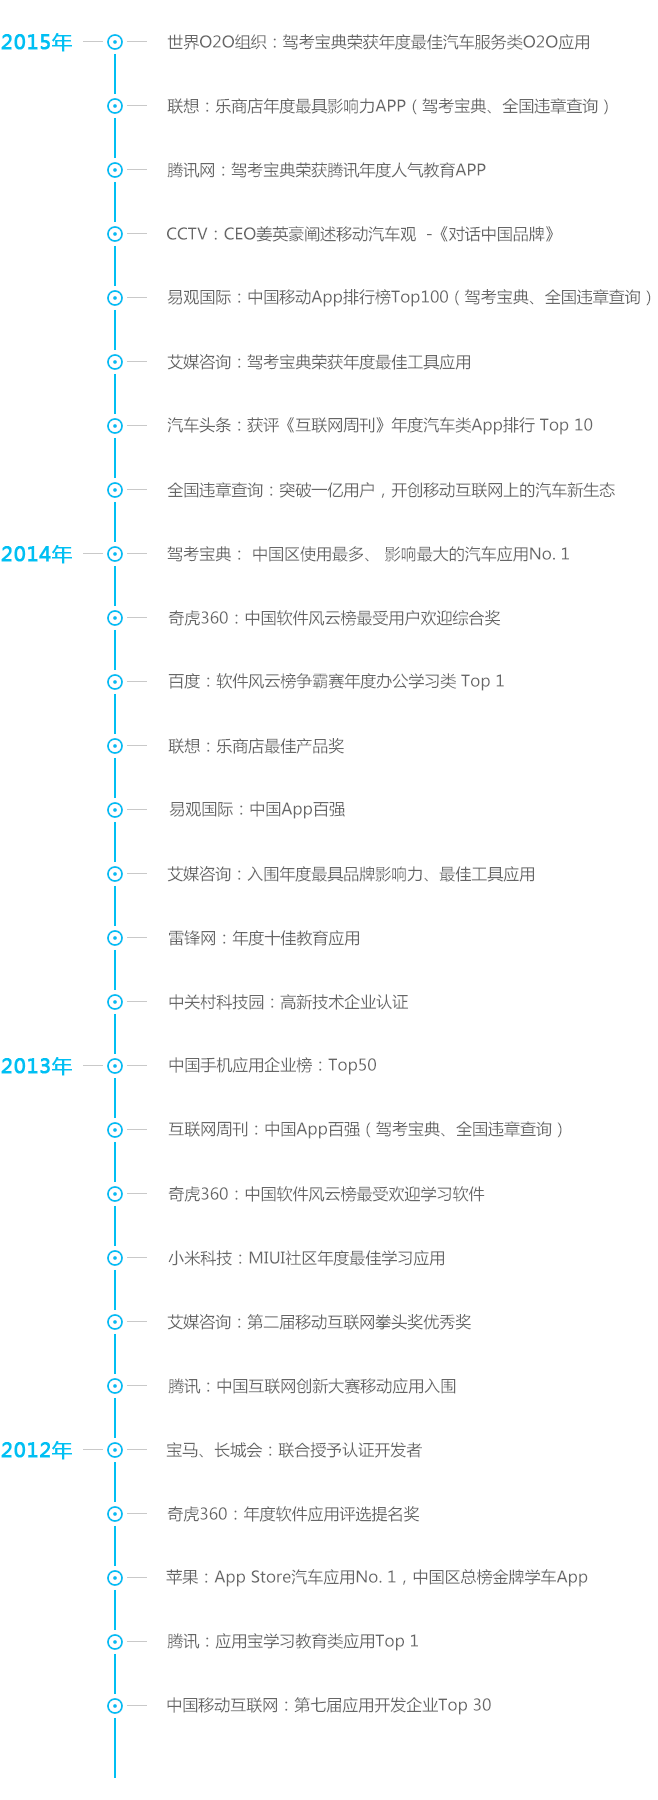 2015年 世界O2O组织：驾考宝典荣获年度最佳汽车服务类O2O应用
联想：乐商店年度最具影响力APP（驾考宝典、全国违章查询）
腾讯网：驾考宝典荣获腾讯年度人气教育APP
CCTV：CEO姜英豪阐述移动汽车观 -《对话中国品牌》
易观国际：中国移动App排行榜Top100（驾考宝典、全国违章查询）
艾媒咨询：驾考宝典荣获年度最佳工具应用
汽车头条：获评《互联网周刊》年度汽车类App排行 Top 10
全国违章查询：突破一亿用户，开创移动互联网上的汽车新生态
2014年 驾考宝典： 中国区使用最多、 影响最大的汽车应用No. 1
奇虎360：中国软件风云榜最受用户欢迎综合奖
百度：软件风云榜争霸赛年度办公学习类 Top 1
联想：乐商店最佳产品奖
易观国际：中国App百强
艾媒咨询：入围年度最具品牌影响力、最佳工具应用
雷锋网：年度十佳教育应用
中关村科技园：高新技术企业认证
2013年 中国手机应用企业榜：Top50
互联网周刊：中国App百强（驾考宝典、全国违章查询）
奇虎360：中国软件风云榜最受欢迎学习软件
小米科技：MIUI社区年度最佳学习应用
艾媒咨询：第二届移动互联网拳头奖优秀奖
腾讯：中国互联网创新大赛移动应用入围
2012年 宝马、长城会：联合授予认证开发者
奇虎360：年度软件应用评选提名奖
苹果：App Store汽车应用No. 1，中国区总榜金牌学车App
腾讯：应用宝学习教育类应用Top 1
中国移动互联网：第七届应用开发企业Top 30